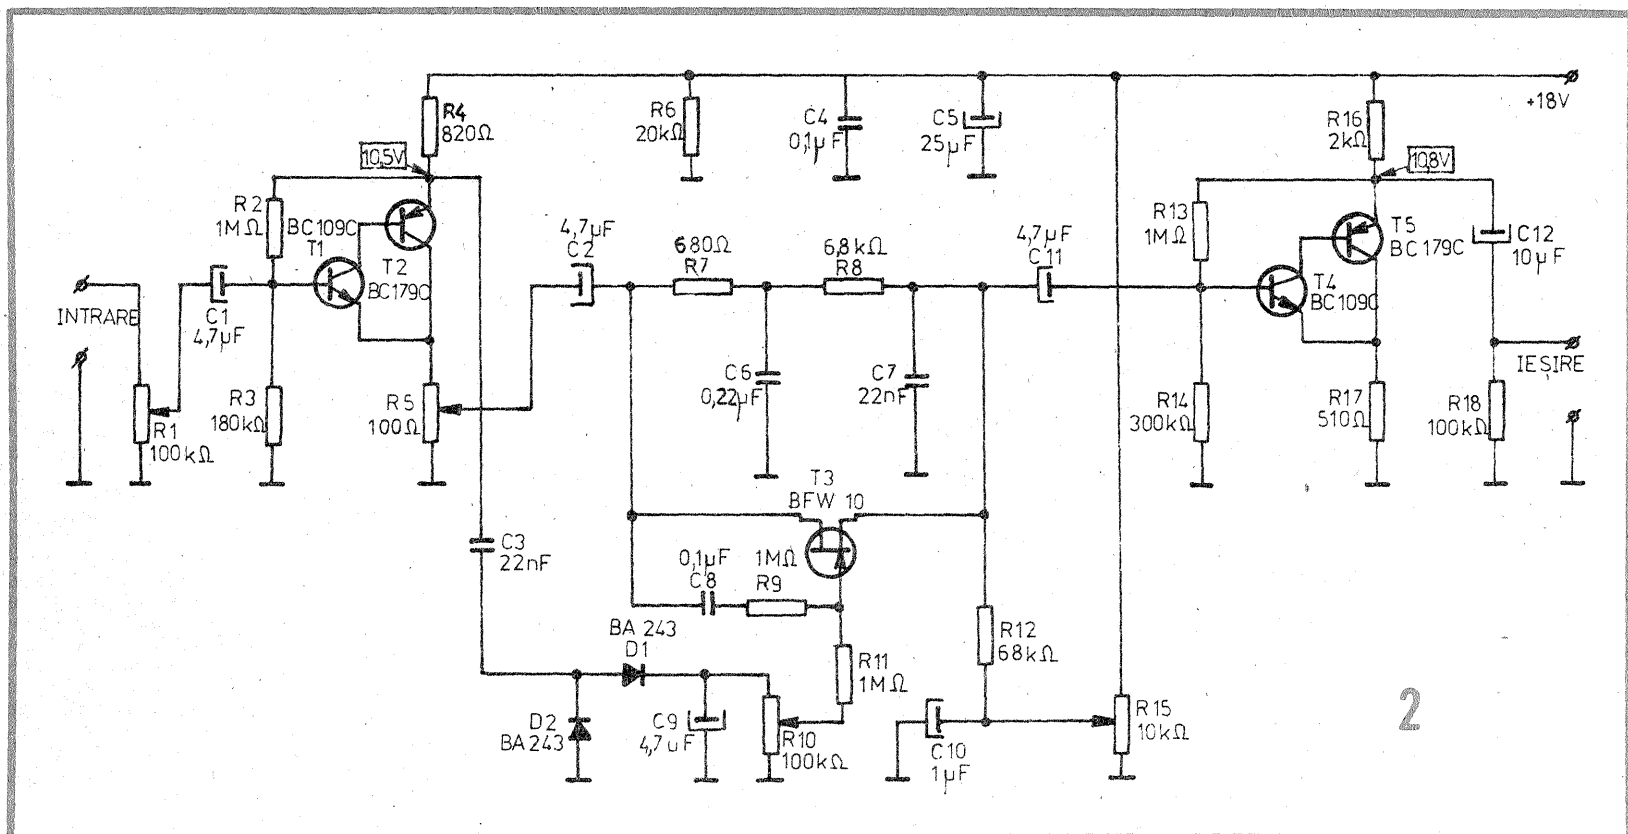 R4
820Ω
R6
20kΩ
C4
0,1µF
C5
25µF
+18V
R16
2kΩ
10,5V
10,8V
R2
1MΩ
BC109C
T1
T2
BC179C
4,7µF
C2
680Ω
R7
6,8kΩ
R8
4,7µF
C11
R13
1MΩ
T5
BC179C
C12
10µF
T4
BC109C
INTRARE
C1
4,7µF
IEȘIRE
C6
0,22µF
C7
22nF
R3
180kΩ
R5
100Ω
R1
100kΩ
R14
300kΩ
R17
510Ω
R18
100kΩ
T3
BFW 10
C3
22nF
0,1µF
C8
1MΩ
R9
BA 243
D1
R12
68kΩ
R11
1MΩ
D2
BA 243
C9
4,7µF
R10
100kΩ
C10
1µF
R15
10kΩ
2